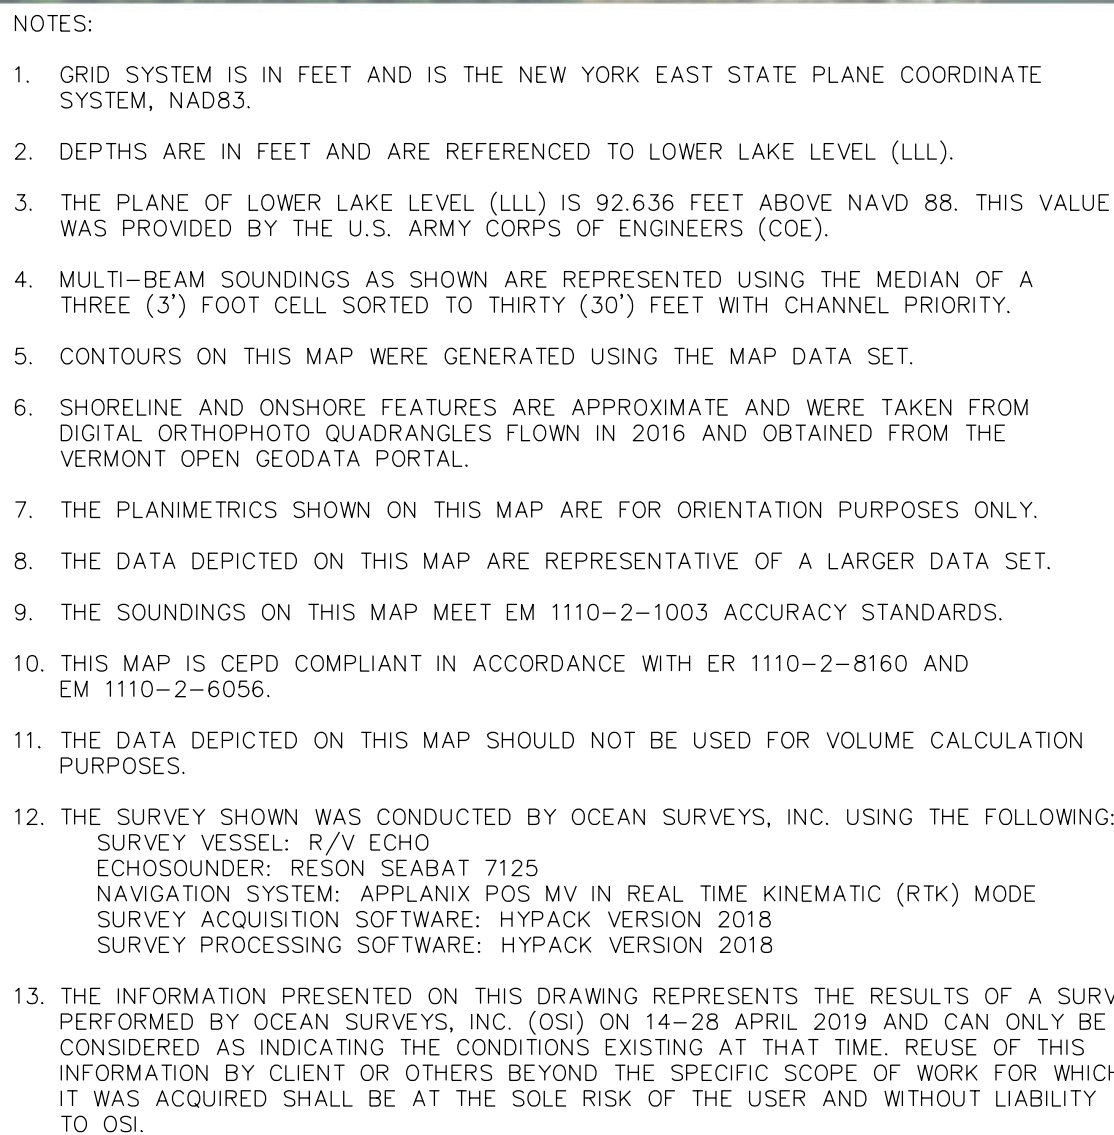 NOTES:
1. GRID SYSTEM IS IN FEET AND IS THE NEW YORK EAST STATE PLANE COORDINATE
SYSTEM, NAD83.
2. DEPTHS ARE IN FEET AND ARE REFERENCED TO LOWER LAKE LEVEL (LLL).
3. THE PLANE OF LOWER LAKE LEVEL (LLL) IS 92.636 FEET ABOVE NAVD 88. THIS VALUE
WAS PROVIDED BY THE U.S. ARMY CORPS OF ENGINEERS (COE).
4. MULTI-BEAM SOUNDINGS AS SHOWN ARE REPRESENTED USING THE MEDIAN OF A
THREE (3') FOOT CELL SORTED TO THIRTY (30') FEET WITH CHANNEL PRIORITY.
5. CONTOURS ON THIS MAP WERE GENERATED USING THE MAP DATA SET.
6. SHORELINE AND ONSHORE FEATURES ARE APPROXIMATE AND WERE TAKEN FROM
DIGITAL ORTHOPHOTO QUADRANGLES FLOWN IN 2016 AND OBTAINED FROM THE
VERMONT OPEN GEODATA PORTAL.
7. THE PLANIMETRICS SHOWN ON THIS MAP ARE FOR ORIENTATION PURPOSES ONLY.
8. THE DATA DEPICTED ON THIS MAP ARE REPRESENTATIVE OF A LARGER DATA SET.
9. THE SOUNDINGS ON THIS MAP MEET EM 1110-2-1003 ACCURACY STANDARDS.
10. THIS MAP IS CEPD COMPLIANT IN ACCORDANCE WITH ER 1110-2-8160 AND
EM 1110-2-6056.
11. THE DATA DEPICTED ON THIS MAP SHOULD NOT BE USED FOR VOLUME CALCULATION
PURPOSES.
12. THE SURVEY SHOWN WAS CONDUCTED BY OCEAN SURVEYS, INC. USING THE FOLLOWING:
SURVEY VESSEL: R/V ECHO
ECHOSOUNDER: RESON SEABAT 7125
NAVIGATION SYSTEM: APPLANIX POS MV IN REAL TIME KINEMATIC (RTK) MODE
SURVEY ACQUISITION SOFTWARE: HYPACK VERSION 2018
SURVEY PROCESSING SOFTWARE: HYPACK VERSION 2018
13. THE INFORMATION PRESENTED ON THIS DRAWING REPRESENTS THE RESULTS OF A SURV
PERFORMED BY OCEAN SURVEYS, INC. (OSI) ON 14-28 APRIL 2019 AND CAN ONLY BE
CONSIDERED AS INDICATING THE CONDITIONS EXISTING AT THAT TIME. REUSE OF THIS
INFORMATION BY CLIENT OR OTHERS BEYOND THE SPECIFIC SCOPE OF WORK FOR WHICH
IT WAS ACQUIRED SHALL BE AT THE SOLE RISK OF THE USER AND WITHOUT LIABILITY
TO OSI.